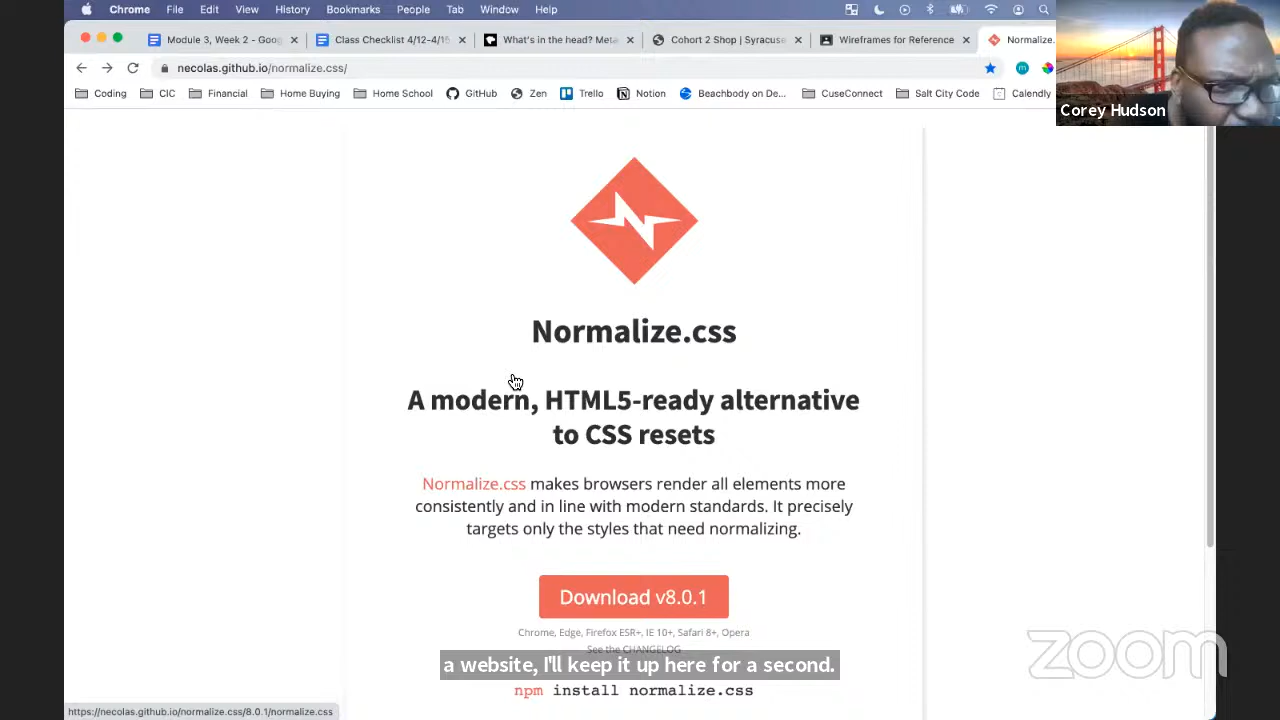 Chrome File Edit View History Bookmarks People Tab Window Help
Module 3, Week 2 - Goo
Class Checklist 4/12-4/1
What's in the head? Meta
Cohort 2 Shop | Syracuse
Wireframes for Reference
Normalize.
necolas.github.io/normalize.css/
Coding CIC Financial Home Buying Home School GitHub Zen Trello Notion Beachbody on De... CuseConnect Salt City Code Calendly
Corey Hudson
Normalize.css
A modern, HTML5-ready alternative
to CSS resets
Normalize.css makes browsers render all elements more
consistently and in line with modern standards. It precisely
targets only the styles that need normalizing.
Download v8.0.1
Chrome, Edge, Firefox ESR+, IE 10+, Safari 8+, Opera
See the CHANGELOG
a website, I'll keep it up here for a second.
npm install normalize.css
zoom
https://necolas.github.io/normalize.css/8.0.1/normalize.css